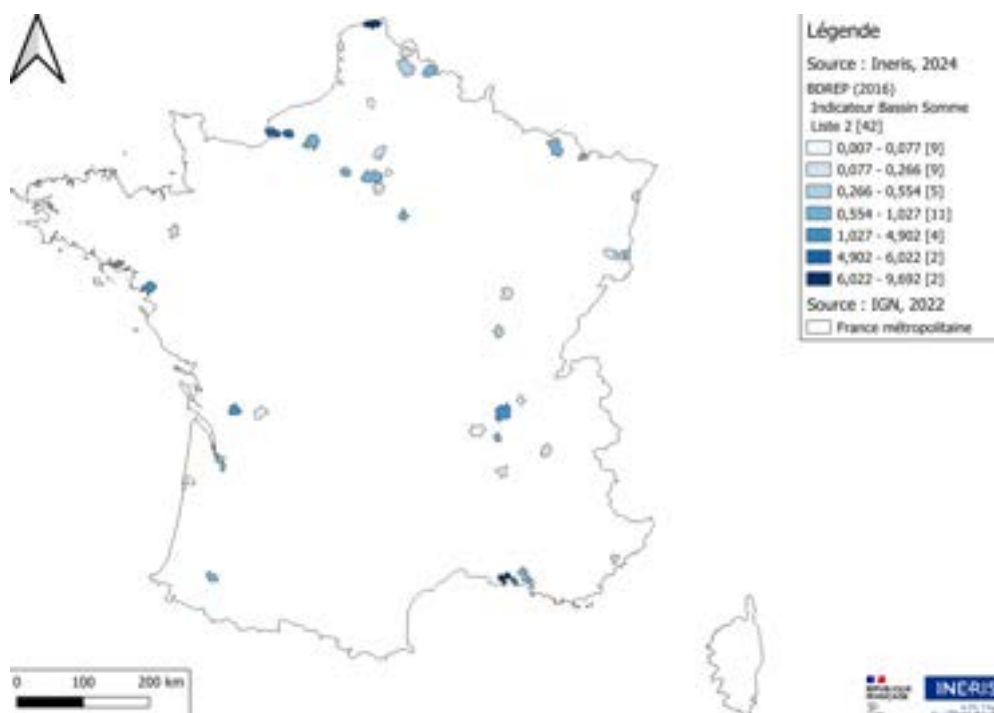 Légende
Source : Ineris, 2024
BDREP (2016)
Indicateur Bassin Somme
Liste 2 [42]
0,007 - 0,077 [9]
0,077 - 0,266 [9]
0,266 - 0,554 [5]
0,554 - 1,027 [11]
1,027 - 4,902 [4]
4,902 - 6,022 [2]
6,022 - 9,692 [2]
Source : IGN, 2022
France métropolitaine
0 100 200 km
RÉPUBLIQUE
FRANÇAISE
INERIS